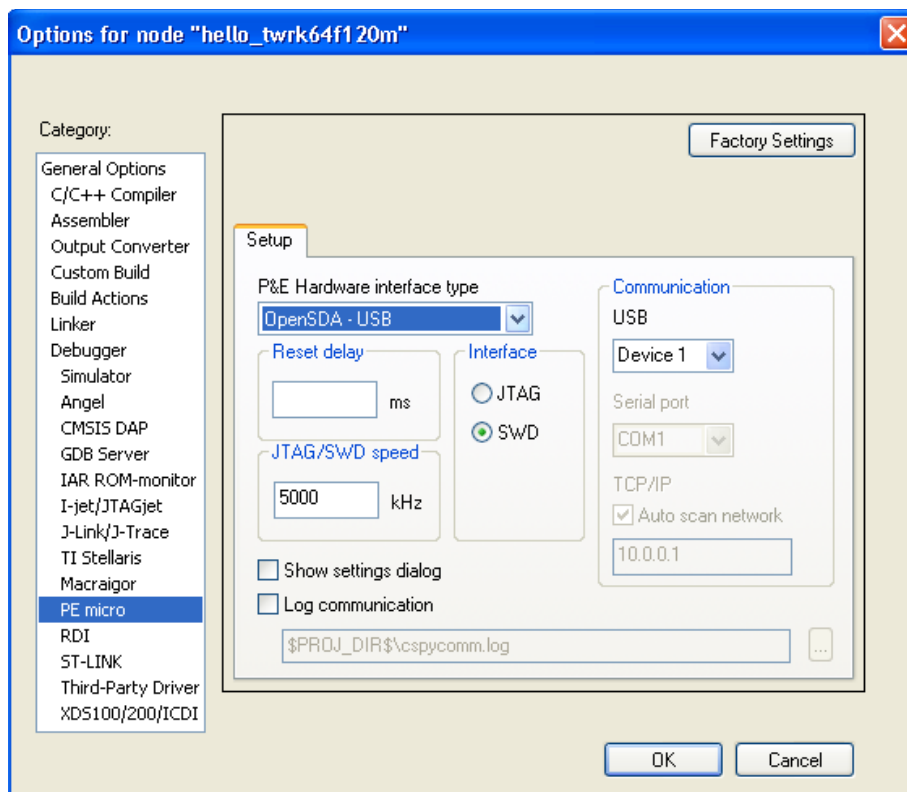 Options for node "hello_twrk64f120m"
Category:
General Options
C/C++ Compiler
Assembler
Output Converter
Custom Build
Build Actions
Linker
Debugger
Simulator
Angel
CMSIS DAP
GDB Server
IAR ROM-monitor
I-jet/JTAGjet
J-Link/J-Trace
TI Stellaris
Macraigor
PE micro
RDI
ST-LINK
Third-Party Driver
XDS100/200/ICDI
Factory Settings
Setup
P&E Hardware interface type
OpenSDA - USB
Reset delay
ms
JTAG/SWD speed
5000 kHz
Interface
JTAG
SWD
Communication
USB
Device 1
Serial port
COM1
TCP/IP
Auto scan network
10.0.0.1
Show settings dialog
Log communication
$PROJ_DIR$\cspycomm.log
...
OK
Cancel